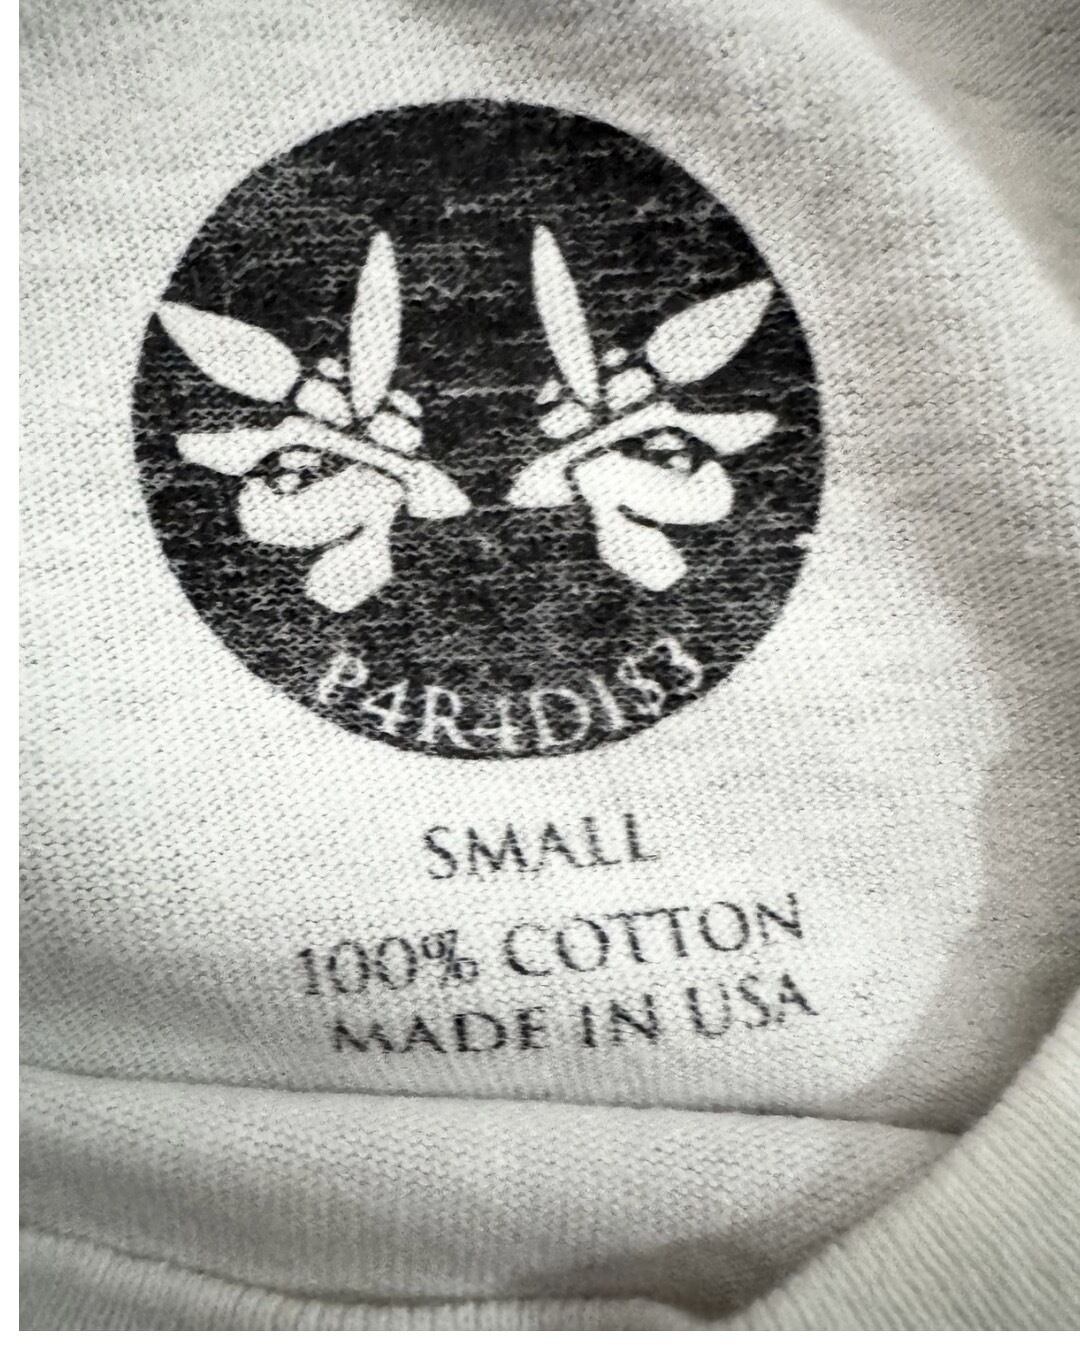 P4R4DI$3
SMALL
100% COTTON
MADE IN USA